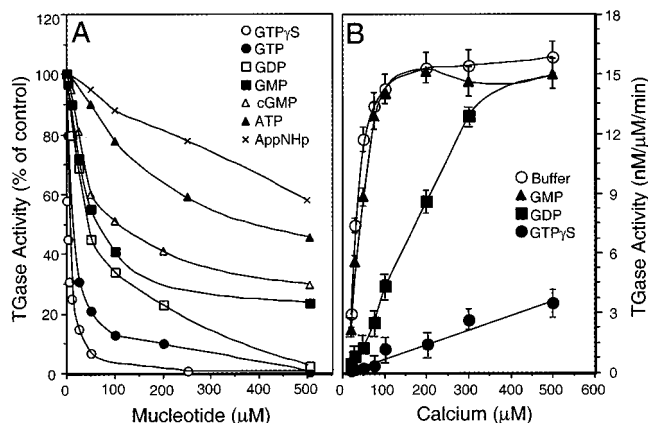 A
B
GTPγS
GTP
GDP
GMP
cGMP
ATP
AppNHp
120
100
80
60
40
20
0
TGase Activity (% of control)
0 100 200 300 400 500
Mucleotide (µM)
Buffer
GMP
GDP
GTPγS
18
15
12
9
6
3
0
TGase Activity (nM/µM/min)
0 100 200 300 400 500 600
Calcium (µM)